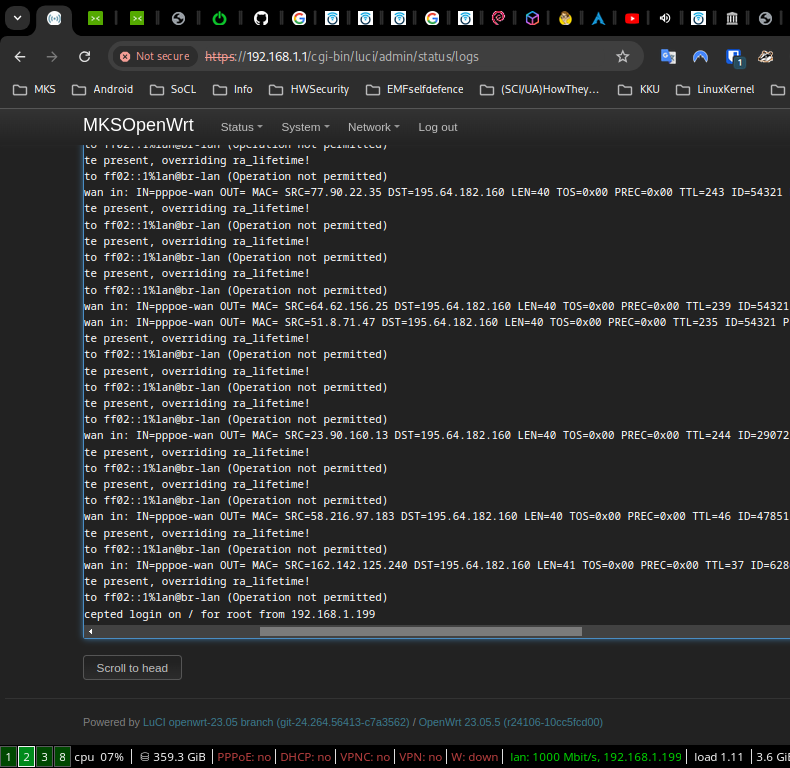 Not secure https://192.168.1.1/cgi-bin/luci/admin/status/logs
MKS Android SoCL Info HWSecurity EMFselfdefence (SCI/UA)HowThey... KKU LinuxKernel
MKSOpenWrt Status System Network Log out
to ff02::1%lan@br-lan (Operation not permitted)
te present, overriding ra_lifetime!
to ff02::1%lan@br-lan (Operation not permitted)
wan in: IN=pppoe-wan OUT= MAC= SRC=77.90.22.35 DST=195.64.182.160 LEN=40 TOS=0x00 PREC=0x00 TTL=243 ID=54321
te present, overriding ra_lifetime!
to ff02::1%lan@br-lan (Operation not permitted)
te present, overriding ra_lifetime!
to ff02::1%lan@br-lan (Operation not permitted)
te present, overriding ra_lifetime!
to ff02::1%lan@br-lan (Operation not permitted)
wan in: IN=pppoe-wan OUT= MAC= SRC=64.62.156.25 DST=195.64.182.160 LEN=40 TOS=0x00 PREC=0x00 TTL=239 ID=54321
wan in: IN=pppoe-wan OUT= MAC= SRC=51.8.71.47 DST=195.64.182.160 LEN=40 TOS=0x00 PREC=0x00 TTL=235 ID=54321 P
te present, overriding ra_lifetime!
to ff02::1%lan@br-lan (Operation not permitted)
te present, overriding ra_lifetime!
to ff02::1%lan@br-lan (Operation not permitted)
te present, overriding ra_lifetime!
to ff02::1%lan@br-lan (Operation not permitted)
wan in: IN=pppoe-wan OUT= MAC= SRC=23.90.160.13 DST=195.64.182.160 LEN=40 TOS=0x00 PREC=0x00 TTL=244 ID=29072
te present, overriding ra_lifetime!
to ff02::1%lan@br-lan (Operation not permitted)
te present, overriding ra_lifetime!
to ff02::1%lan@br-lan (Operation not permitted)
wan in: IN=pppoe-wan OUT= MAC= SRC=58.216.97.183 DST=195.64.182.160 LEN=40 TOS=0x00 PREC=0x00 TTL=46 ID=47851
te present, overriding ra_lifetime!
to ff02::1%lan@br-lan (Operation not permitted)
wan in: IN=pppoe-wan OUT= MAC= SRC=162.142.125.240 DST=195.64.182.160 LEN=41 TOS=0x00 PREC=0x00 TTL=37 ID=628
te present, overriding ra_lifetime!
to ff02::1%lan@br-lan (Operation not permitted)
cepted login on / for root from 192.168.1.199
Scroll to head
Powered by LuCI openwrt-23.05 branch (git-24.264.56413-c7a3562) / OpenWrt 23.05.5 (r24106-10cc5fcd00)
1 2 3 8 cpu 07% | 359.3 GiB | PPPoE: no | DHCP: no | VPNC: no | VPN: no | W: down | lan: 1000 Mbit/s, 192.168.1.199 | load 1.11 | 3.6 GiB